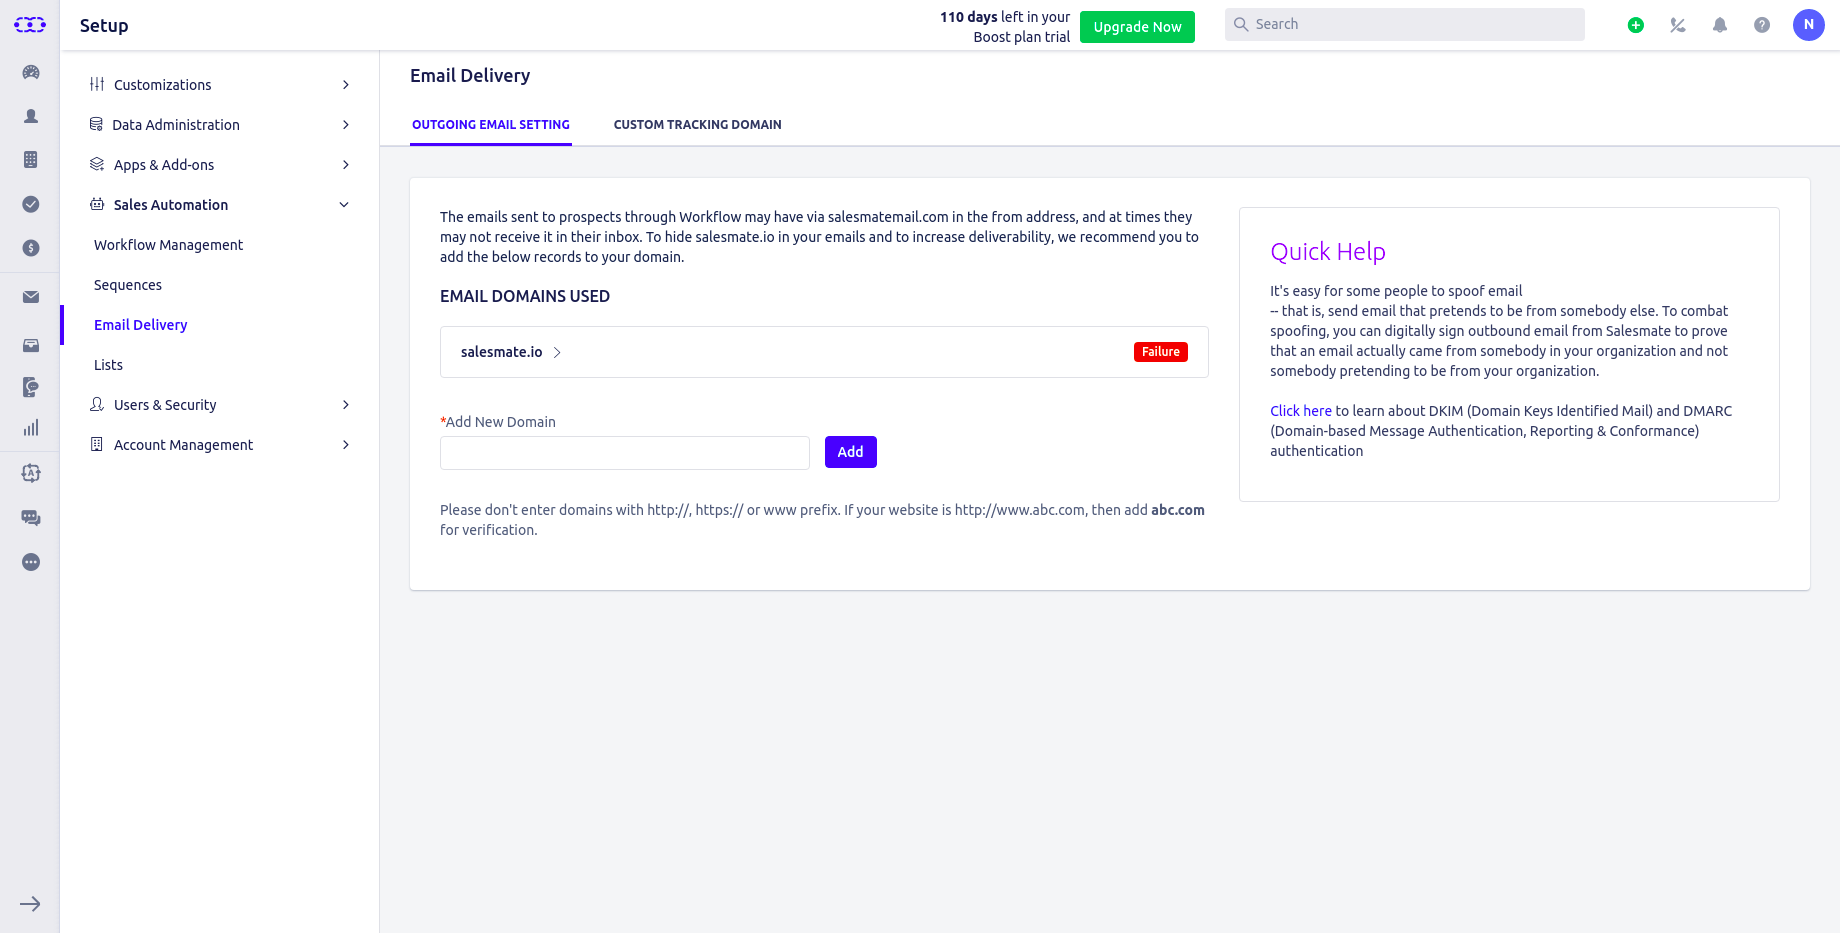 Setup
110 days left in your
Boost plan trial
Upgrade Now
Search
N
Customizations
Data Administration
Apps & Add-ons
Sales Automation
Workflow Management
Sequences
Email Delivery
Lists
Users & Security
Account Management
Email Delivery
OUTGOING EMAIL SETTING
CUSTOM TRACKING DOMAIN
The emails sent to prospects through Workflow may have via salesmatemail.com in the from address, and at times they
may not receive it in their inbox. To hide salesmate.io in your emails and to increase deliverability, we recommend you to
add the below records to your domain.
EMAIL DOMAINS USED
salesmate.io
Failure
*Add New Domain
Add
Please don't enter domains with http://, https:// or www prefix. If your website is http://www.abc.com, then add abc.com
for verification.
Quick Help
It's easy for some people to spoof email
-- that is, send email that pretends to be from somebody else. To combat
spoofing, you can digitally sign outbound email from Salesmate to prove
that an email actually came from somebody in your organization and not
somebody pretending to be from your organization.
Click here to learn about DKIM (Domain Keys Identified Mail) and DMARC
(Domain-based Message Authentication, Reporting & Conformance)
authentication